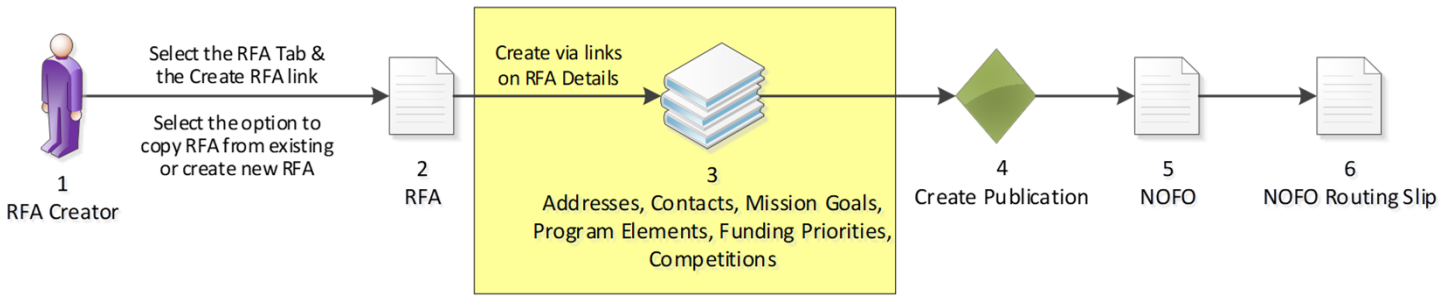 Select the RFA Tab &
the Create RFA link
Select the option to
copy RFA from existing
or create new RFA
1
RFA Creator
2
RFA
Create via links
on RFA Details
3
Addresses, Contacts, Mission Goals,
Program Elements, Funding Priorities,
Competitions
4
Create Publication
5
NOFO
6
NOFO Routing Slip